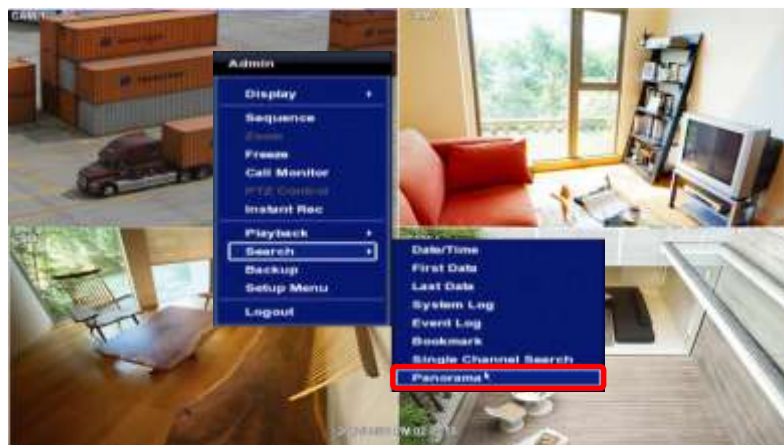 Admin
Display
Sequence
Zoom
Freeze
Call Monitor
PTZ Control
Instant Rec
Playback
Search
Backup
Setup Menu
Logout
Date/Time
First Data
Last Data
System Log
Event Log
Bookmark
Single Channel Search
Panorama